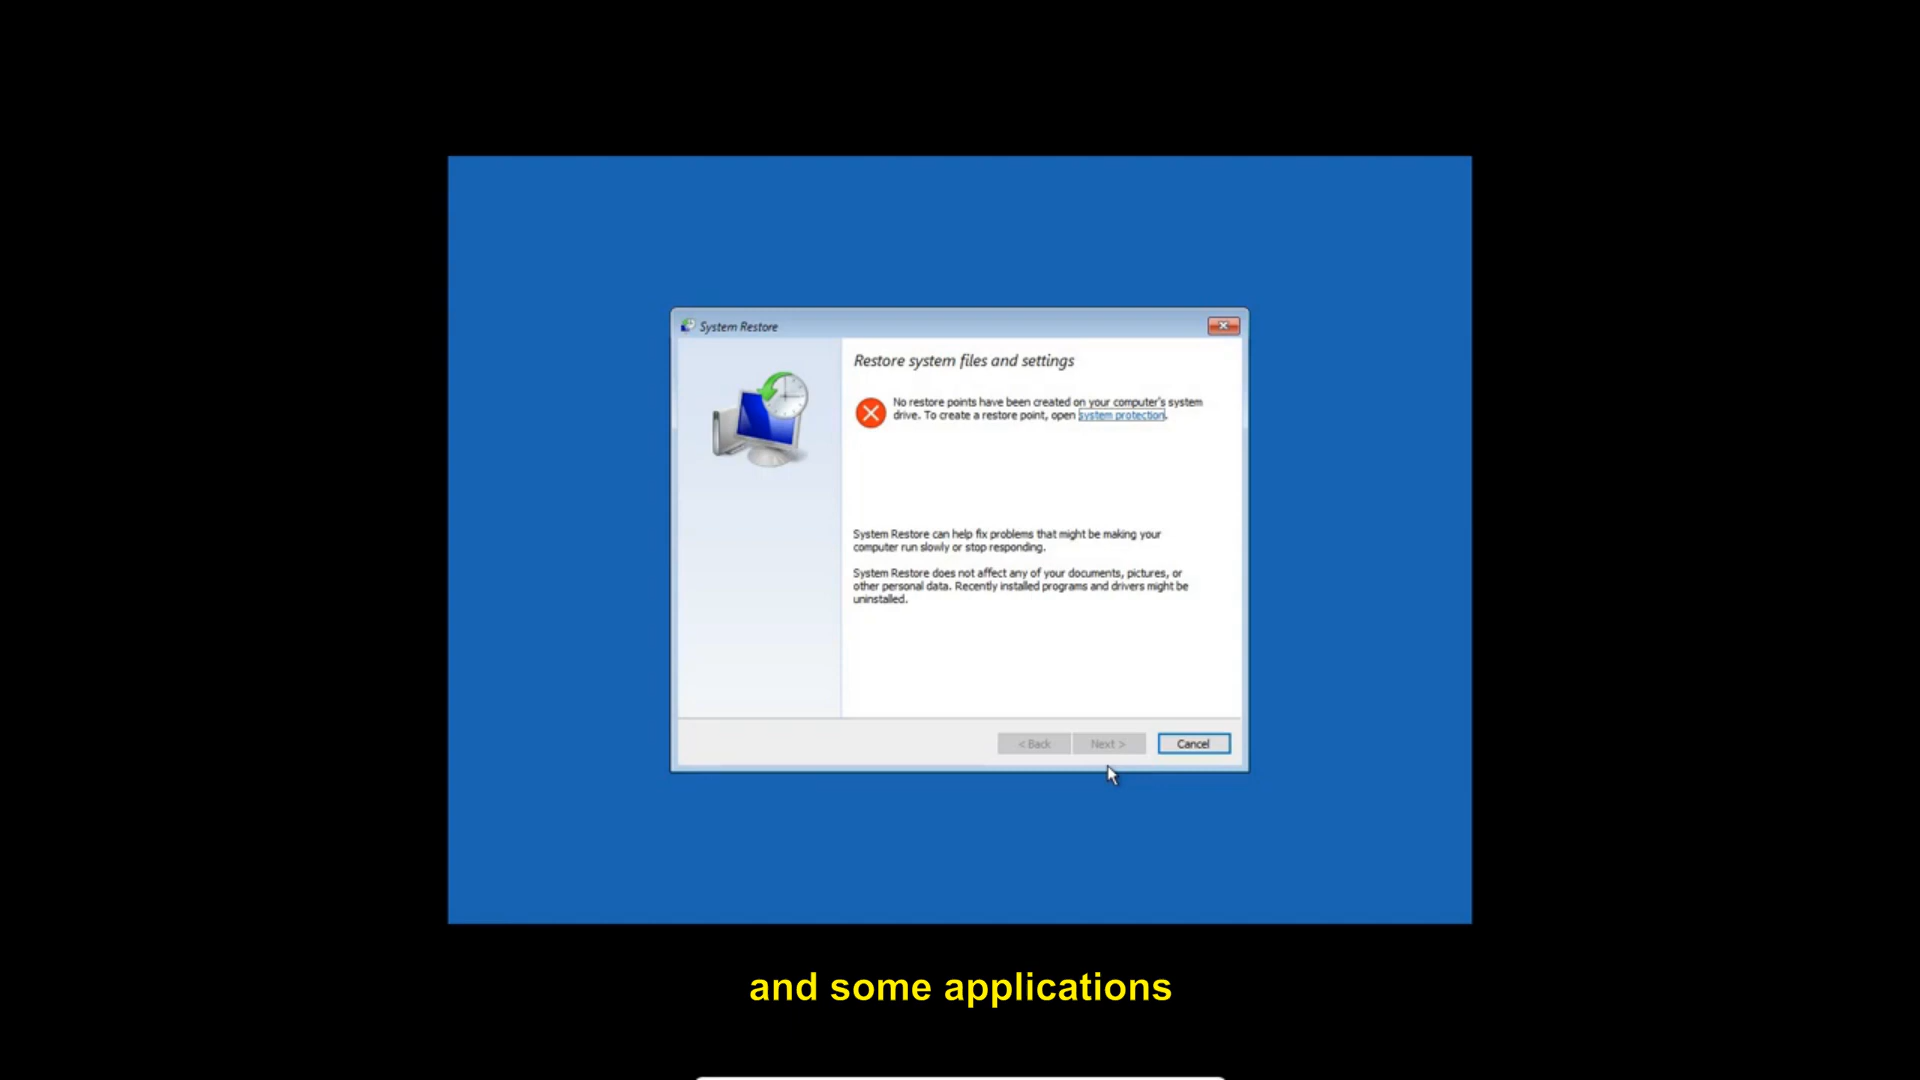 System Restore
Restore system files and settings
No restore points have been created on your computer's system
drive. To create a restore point, open system protection.
System Restore can help fix problems that might be making your
computer run slowly or stop responding.
System Restore does not affect any of your documents, pictures, or
other personal data. Recently installed programs and drivers might be
uninstalled.
< Back Next > Cancel
and some applications